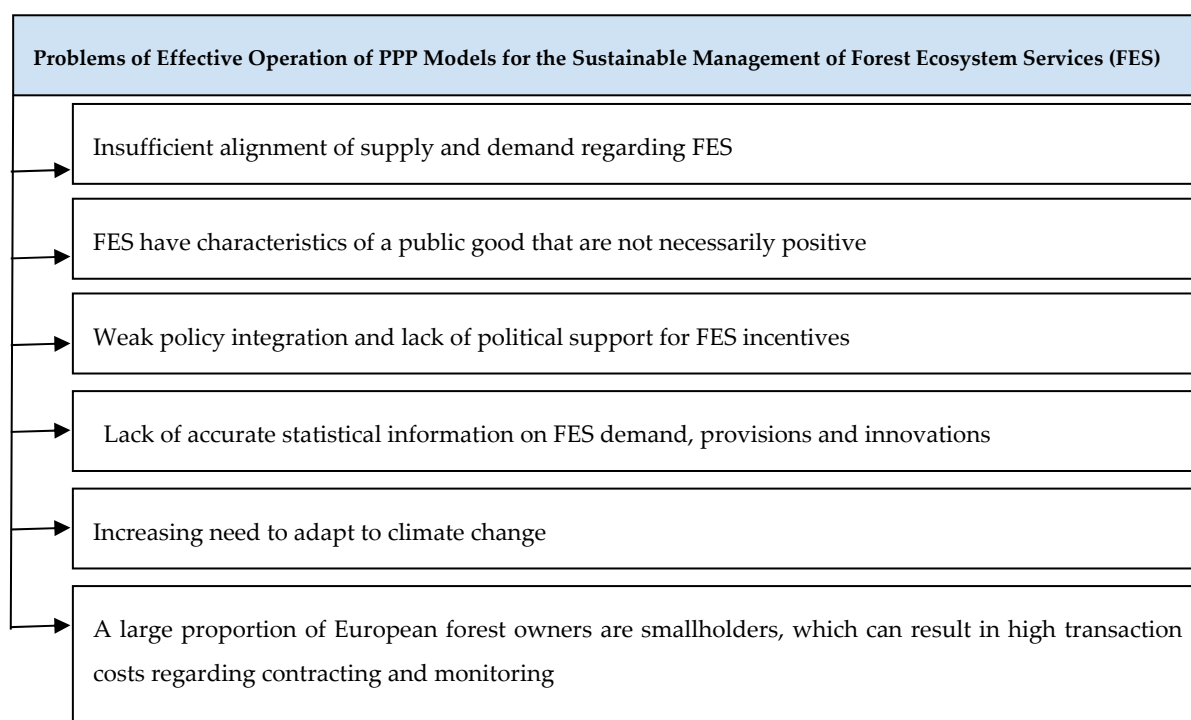 Problems of Effective Operation of PPP Models for the Sustainable Management of Forest Ecosystem Services (FES)
Insufficient alignment of supply and demand regarding FES
FES have characteristics of a public good that are not necessarily positive
Weak policy integration and lack of political support for FES incentives
Lack of accurate statistical information on FES demand, provisions and innovations
Increasing need to adapt to climate change
A large proportion of European forest owners are smallholders, which can result in high transaction
costs regarding contracting and monitoring